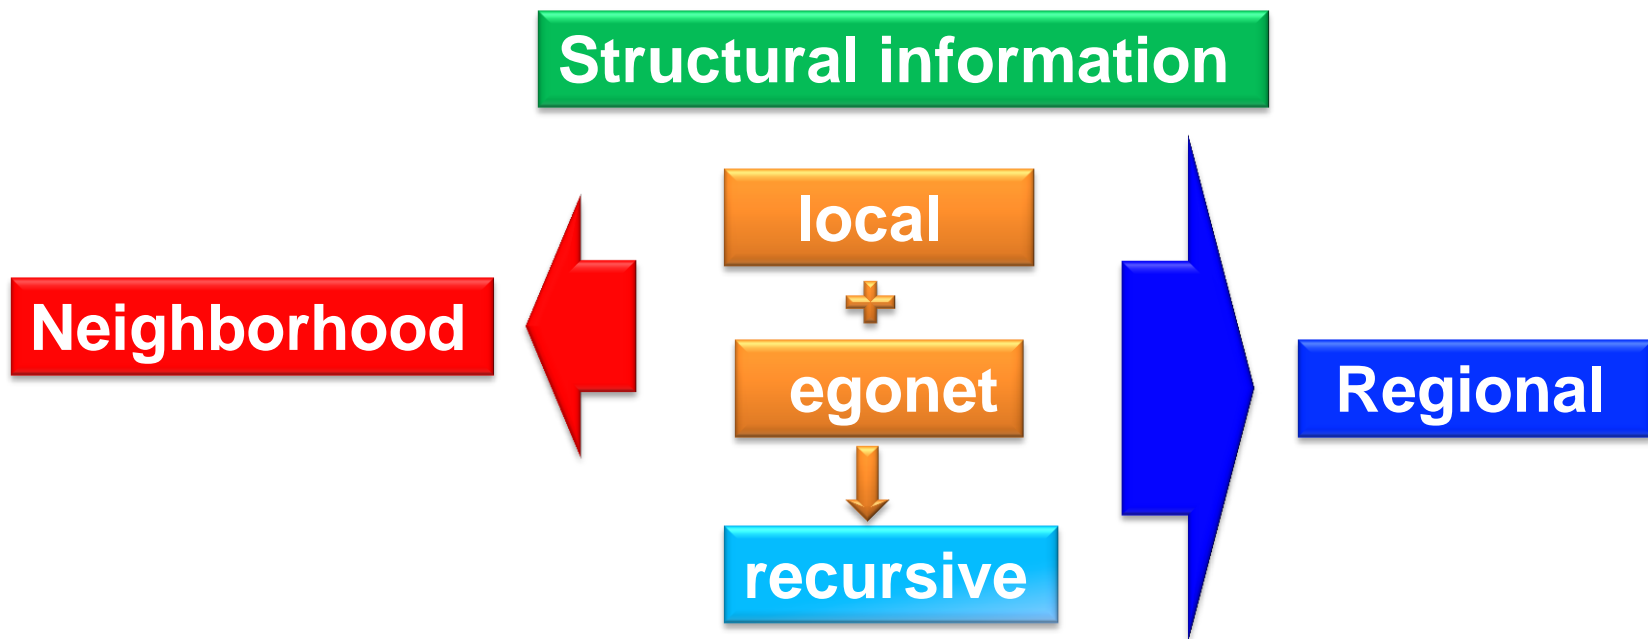 Structural information
local
+
Neighborhood
egonet
Regional
recursive